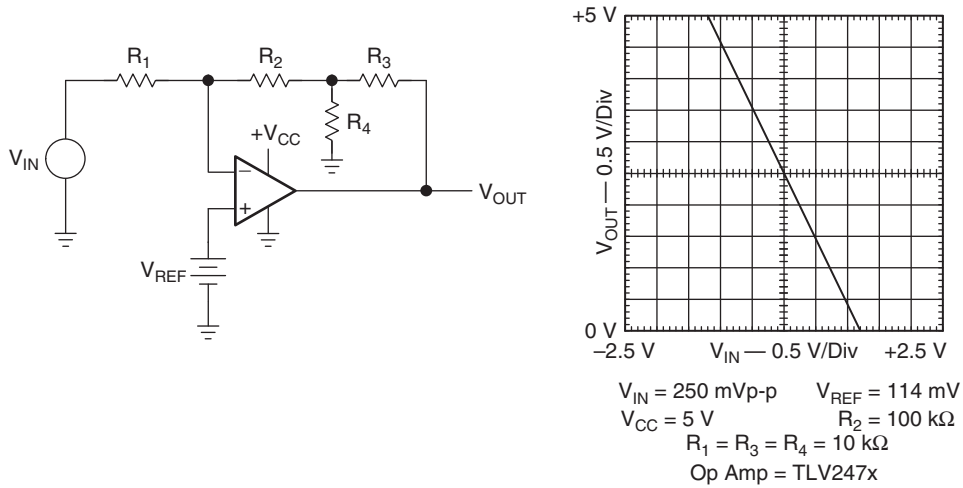 R1
R2
R3
R4
VIN
+VCC
−
+
VREF
VOUT
+5 V
VOUT — 0.5 V/Div
0 V
−2.5 V
VIN — 0.5 V/Div
+2.5 V
VIN = 250 mVp-p VREF = 114 mV
VCC = 5 V R2 = 100 kΩ
R1 = R3 = R4 = 10 kΩ
Op Amp = TLV247x